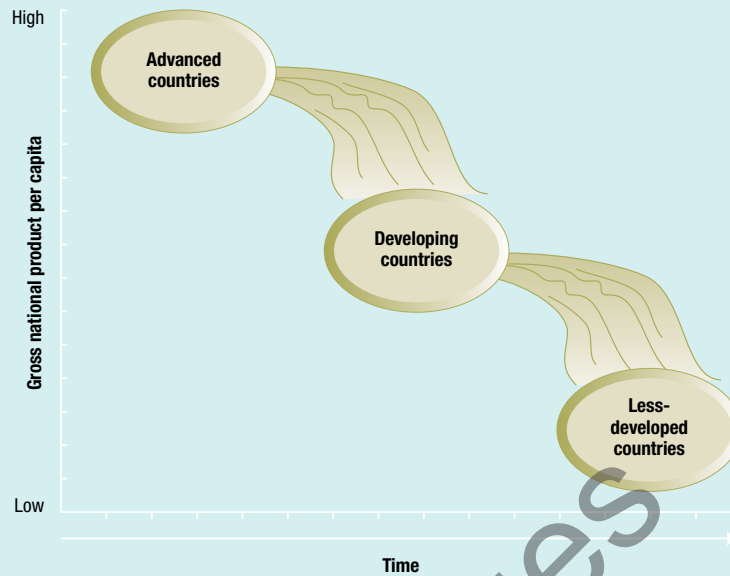 High
Advanced
countries
Gross national product per capita
Developing
countries
Less-
developed
countries
Low
Time